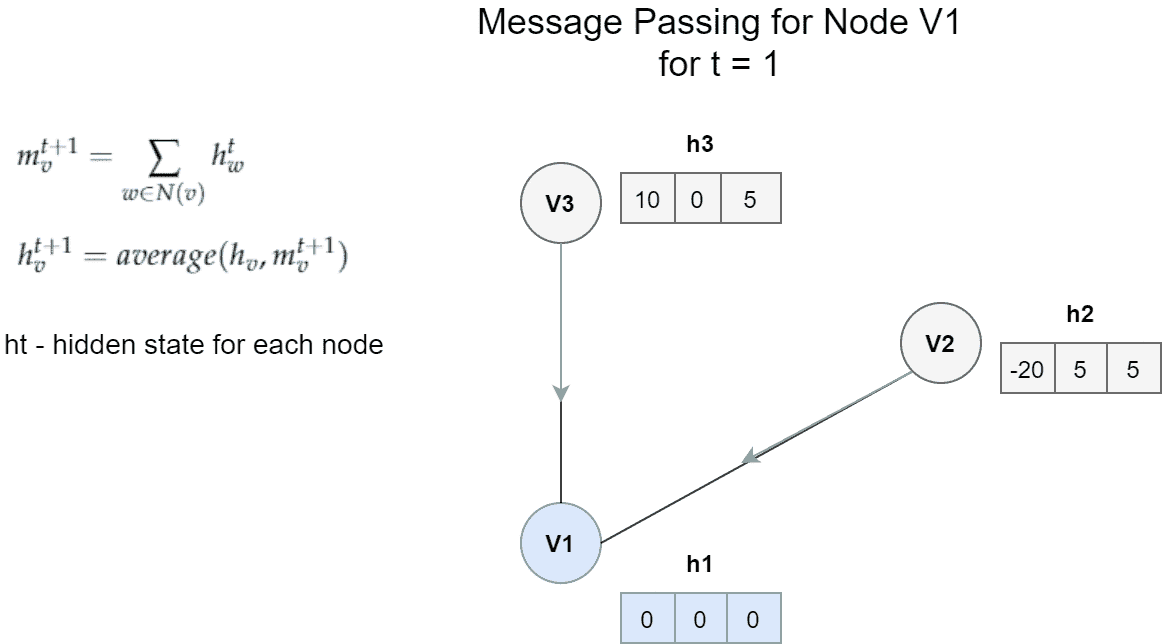 Message Passing for Node V1
for t = 1
m_v^{t+1} = \sum_{w∈N(v)} h_w^t
h_v^{t+1} = average(h_v, m_v^{t+1})
ht - hidden state for each node
h3
V3
10 0 5
h2
V2
-20 5 5
V1
h1
0 0 0